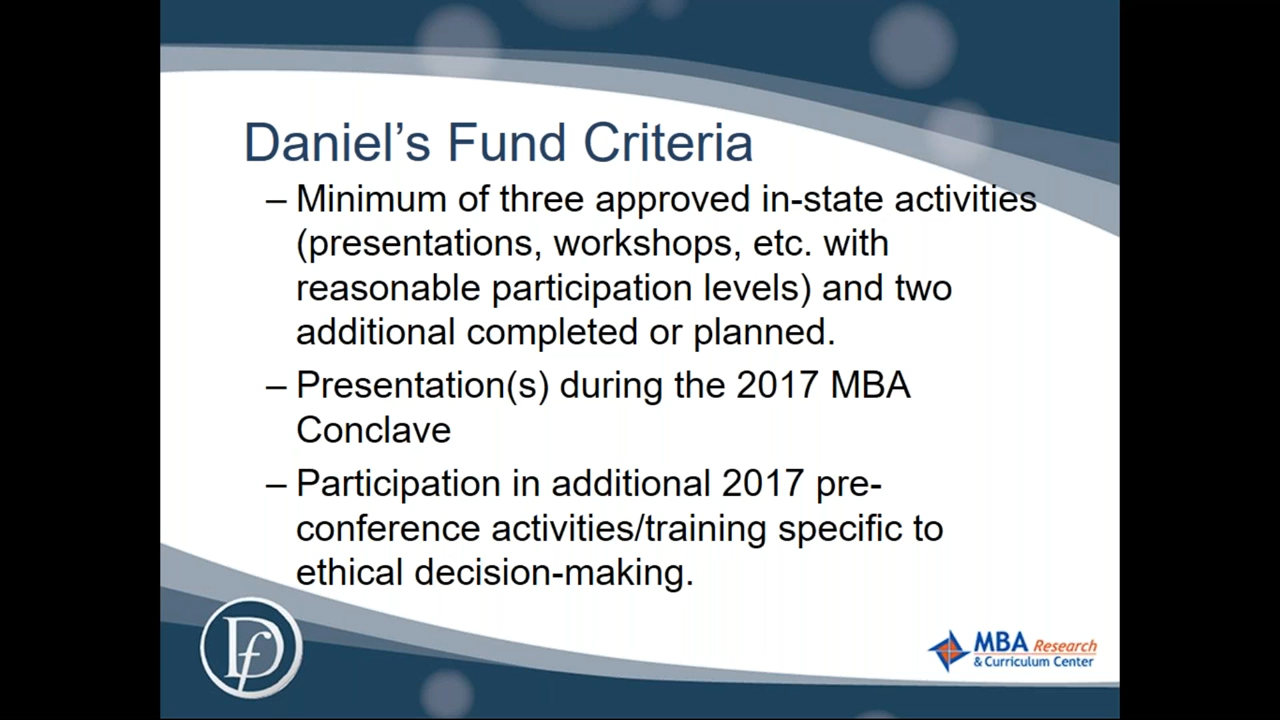 Daniel's Fund Criteria
– Minimum of three approved in-state activities
(presentations, workshops, etc. with
reasonable participation levels) and two
additional completed or planned.
– Presentation(s) during the 2017 MBA
Conclave
– Participation in additional 2017 pre-
conference activities/training specific to
ethical decision-making.
Df
MBA Research
& Curriculum Center